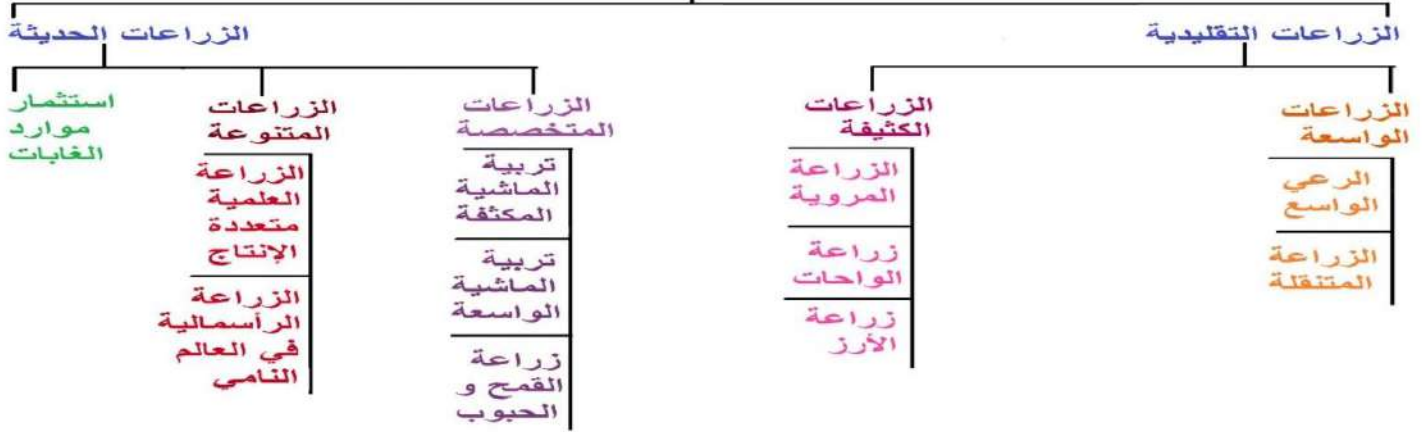 الزراعات التقليدية
الزراعات الحديثة
الزراعات
الواسعة
الرعي
الواسع
الزراعة
المتنقلة
الزراعات
الكثيفة
الزراعة
المروية
زراعة
الواحات
زراعة
الأرز
الزراعات
المتخصصة
تربية
الماشية
المكثفة
تربية
الماشية
الواسعة
زراعة
القمح و
الحبوب
الزراعات
المتنوعة
الزراعة
العلمية
متعددة
الإنتاج
الزراعة
الرأسمالية
في العالم
النامي
استثمار
موارد
الغابات